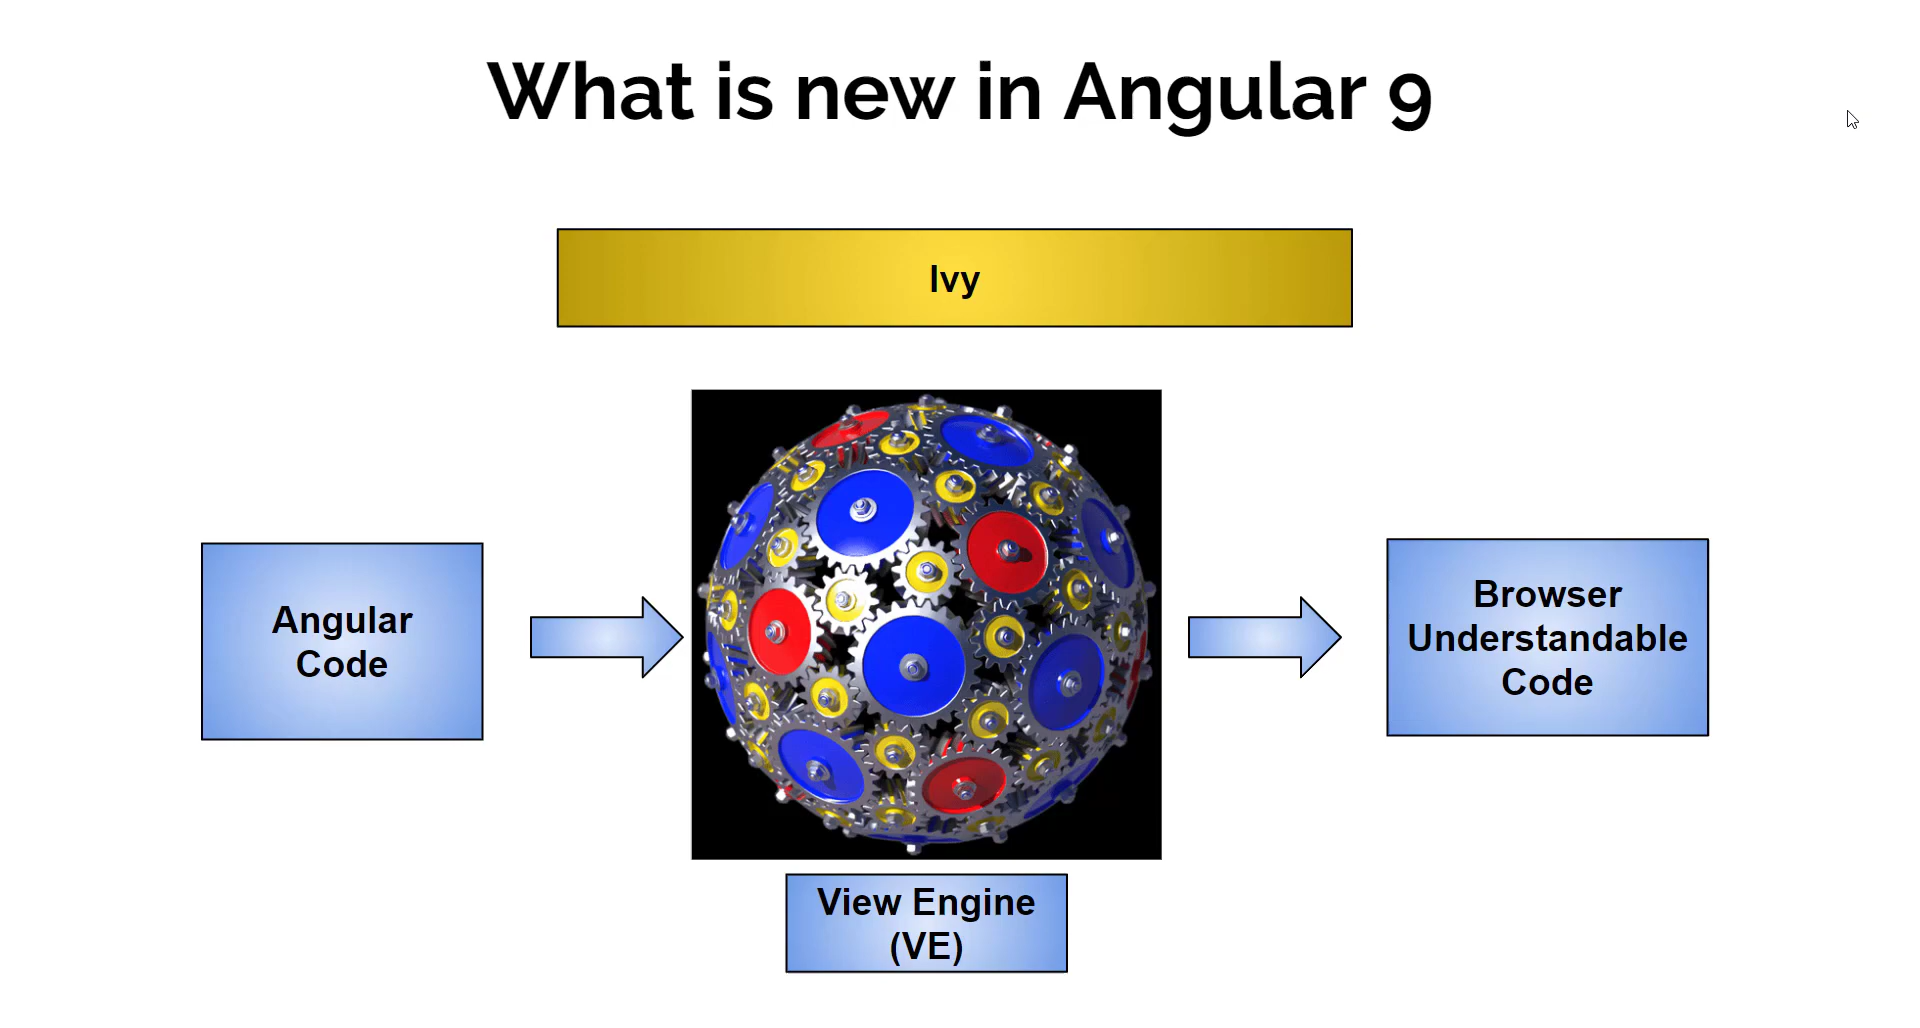 What is new in Angular 9
Ivy
Angular
Code
Browser
Understandable
Code
View Engine
(VE)